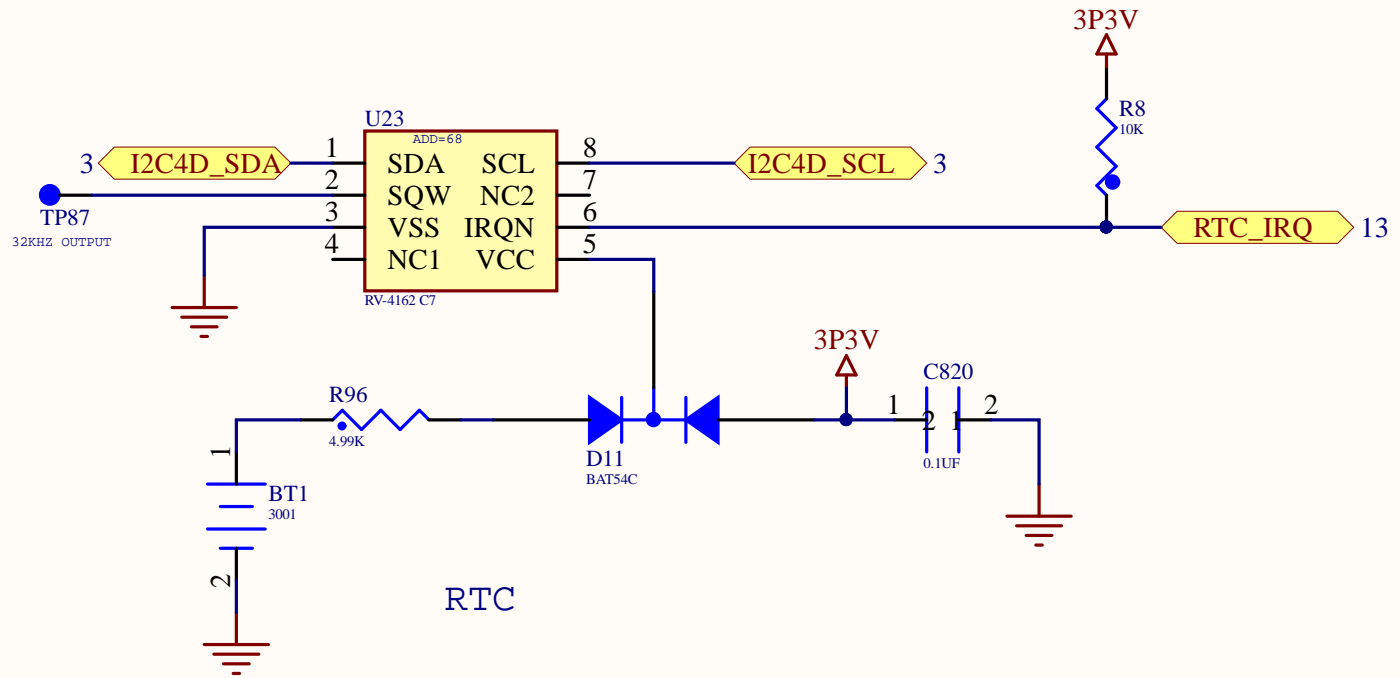 3P3V
R8
10K
U23
ADD=68
3 I2C4D_SDA 1 SDA SCL 8 I2C4D_SCL 3
2 SQW NC2 7
TP87
32KHZ OUTPUT
3 VSS IRQN 6 RTC_IRQ 13
4 NC1 VCC 5
RV-4162 C7
3P3V
R96
4.99K
D11
BAT54C
C820
1 2 1 2
0.1UF
1
BT1
3001
2
RTC